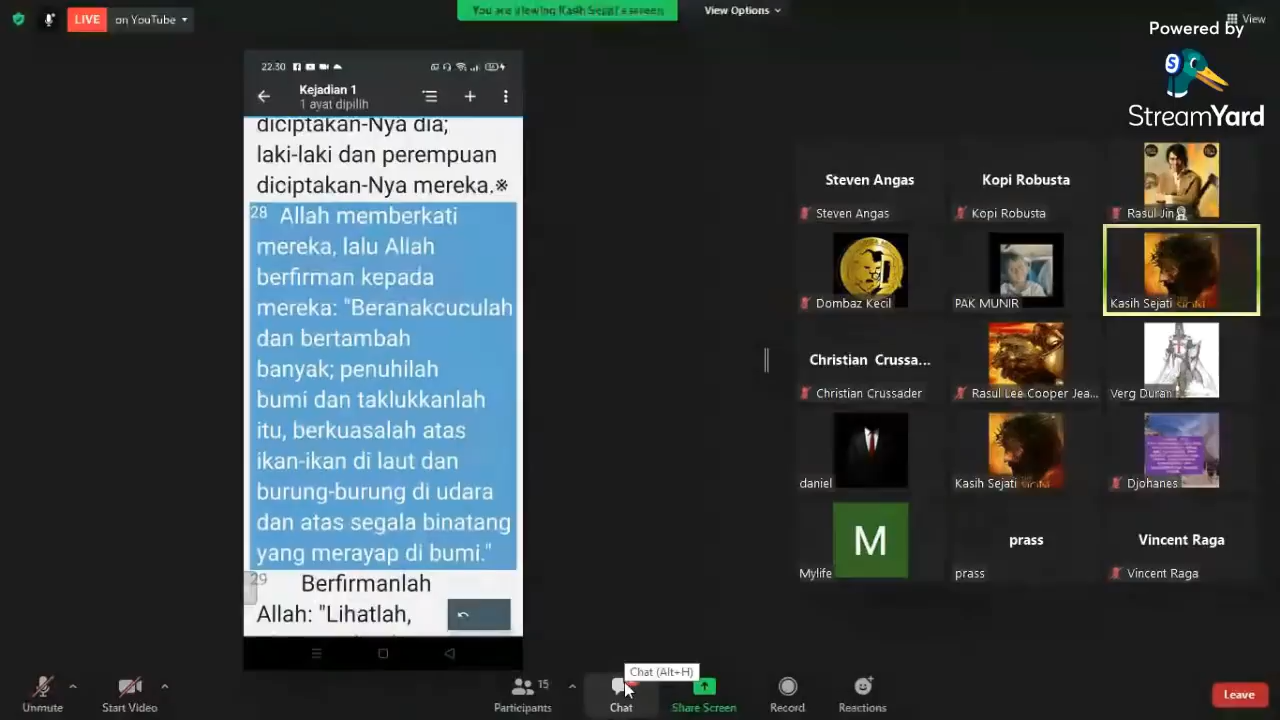 LIVE
on YouTube
You are viewing Kasih Sejati's screen
View Options
View
Powered by
StreamYard
22.30
Kejadian 1
1 ayat dipilih
diciptakan-Nya dia;
laki-laki dan perempuan
diciptakan-Nya mereka.※
28 Allah memberkati
mereka, lalu Allah
berfirman kepada
mereka: "Beranakcuculah
dan bertambah
banyak; penuhilah
bumi dan taklukkanlah
itu, berkuasalah atas
ikan-ikan di laut dan
burung-burung di udara
dan atas segala binatang
yang merayap di bumi."
29 Berfirmanlah
Allah: "Lihatlah,
Steven Angas
Steven Angas
Kopi Robusta
Kopi Robusta
Rasul Jin
Dombaz Kecil
PAK MUNIR
Kasih Sejati
Christian Crussa...
Christian Crussader
Rasul Lee Cooper Jea...
Verg Duran
daniel
Kasih Sejati
Djohanes
M
Mylife
prass
prass
Vincent Raga
Vincent Raga
Chat (Alt+H)
Unmute
Start Video
15
Participants
Chat
Share Screen
Record
Reactions
Leave